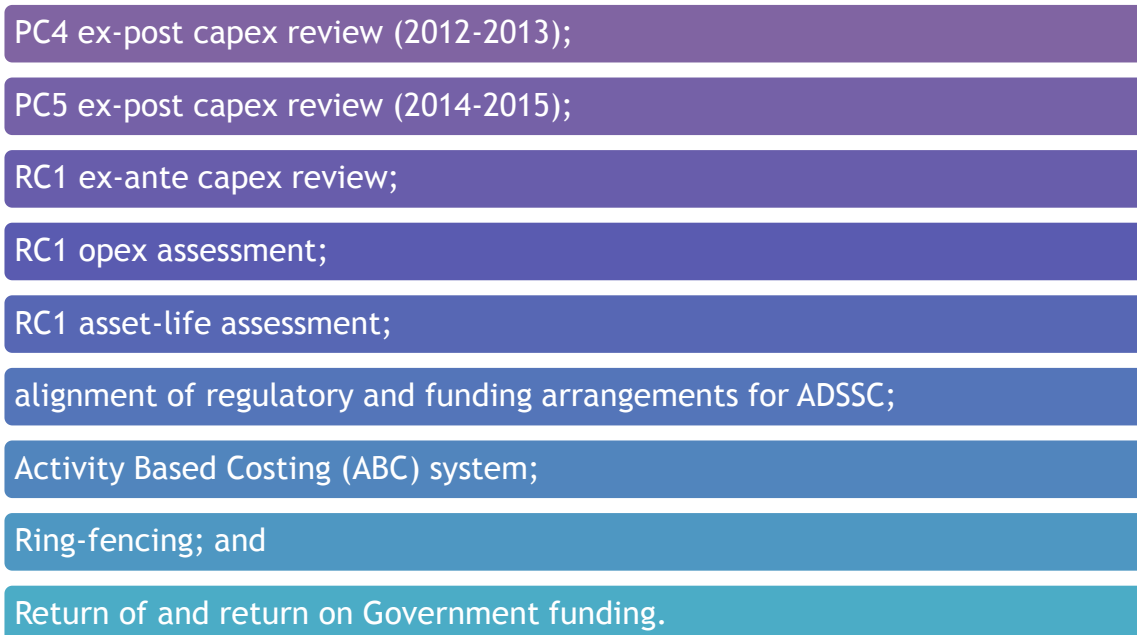 PC4 ex-post capex review (2012-2013);
PC5 ex-post capex review (2014-2015);
RC1 ex-ante capex review;
RC1 opex assessment;
RC1 asset-life assessment;
alignment of regulatory and funding arrangements for ADSSC;
Activity Based Costing (ABC) system;
Ring-fencing; and
Return of and return on Government funding.